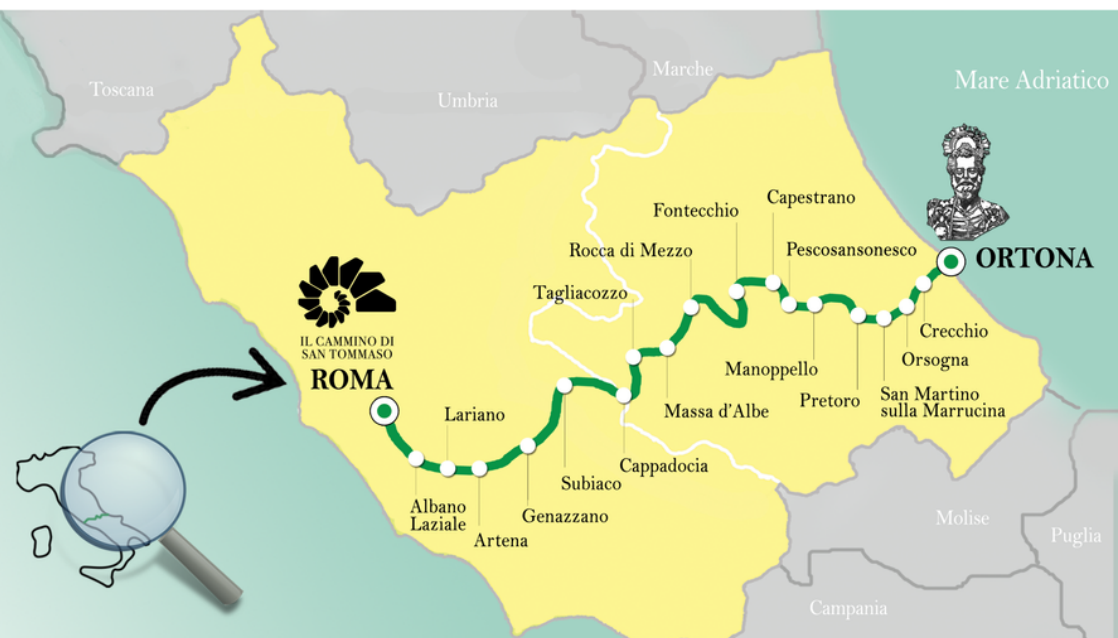 Toscana
Umbria
Marche
Mare Adriatico
Capestrano
Fontecchio
Rocca di Mezzo
Pescosansonesco
ORTONA
Tagliacozzo
IL CAMMINO DI
SAN TOMMASO
ROMA
Crecchio
Orsogna
Manoppello
Pretoro
San Martino
sulla Marrucina
Massa d'Albe
Lariano
Cappadocia
Subiaco
Albano
Laziale
Genazzano
Artena
Molise
Puglia
Campania